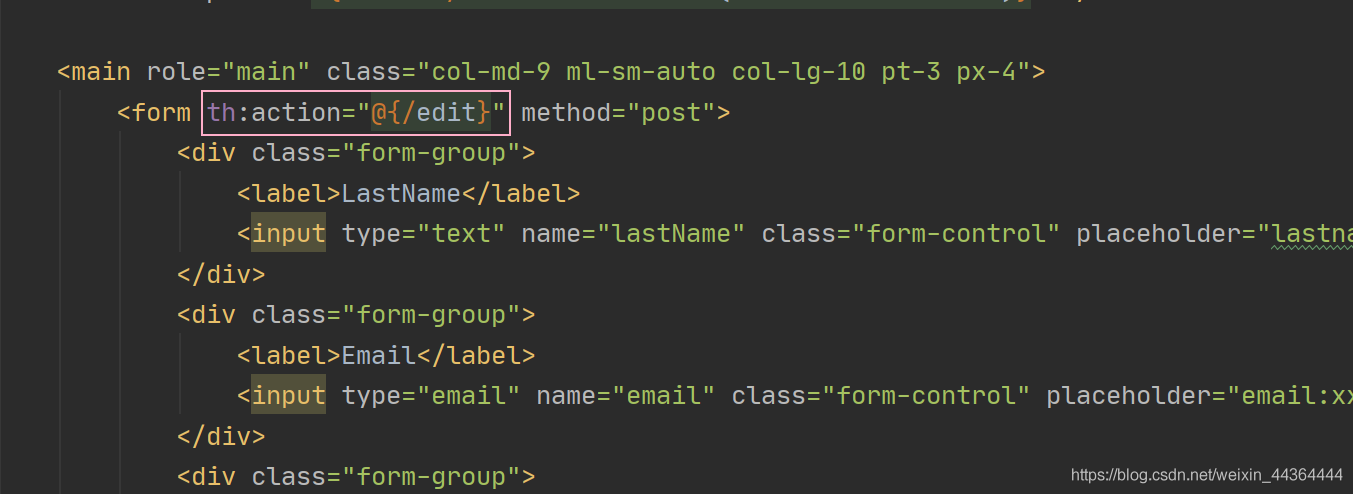 <main role="main" class="col-md-9 ml-sm-auto col-lg-10 pt-3 px-4">
<form th:action="@{/edit}" method="post">
<div class="form-group">
<label>LastName</label>
<input type="text" name="lastName" class="form-control" placeholder="lastna
</div>
<div class="form-group">
<label>Email</label>
<input type="email" name="email" class="form-control" placeholder="email:xx
</div>
<div class="form-group">
https://blog.csdn.net/weixin_44364444